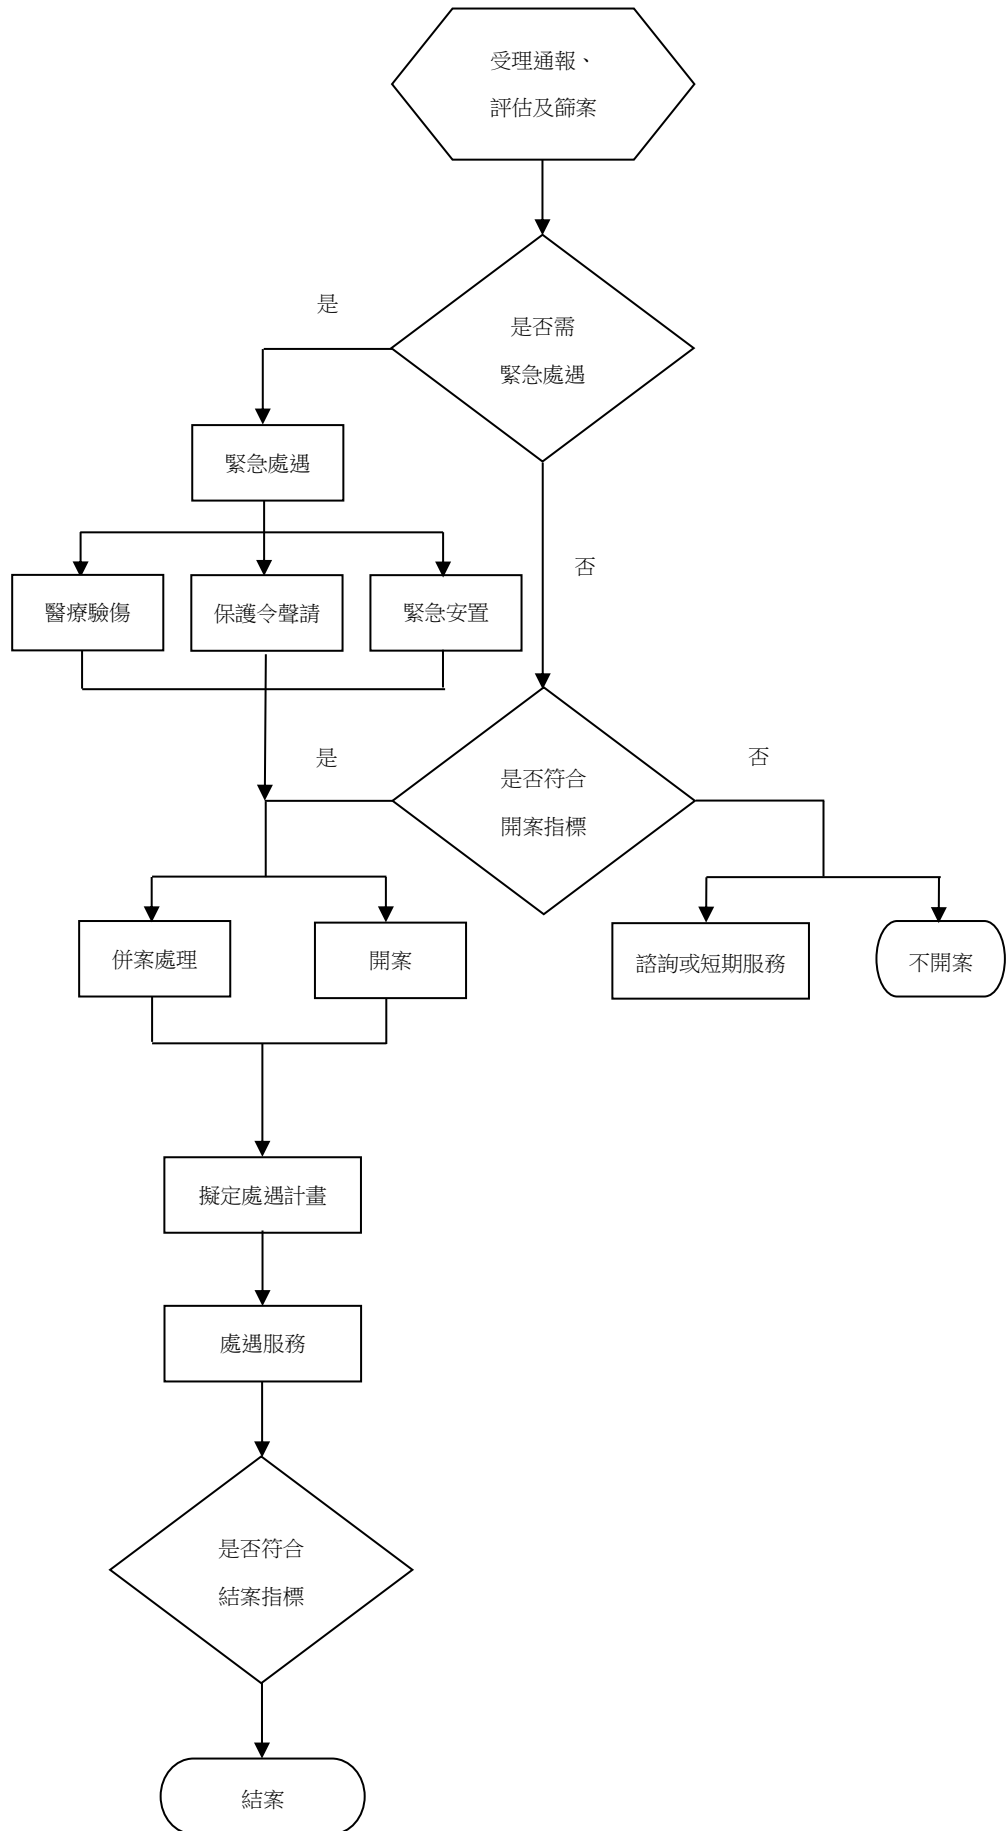 受理通報、
評估及篩案
是
是否需
緊急處遇
緊急處遇
否
醫療驗傷
保護令聲請
緊急安置
是
否
是否符合
開案指標
併案處理
開案
諮詢或短期服務
不開案
擬定處遇計畫
處遇服務
是否符合
結案指標
結案